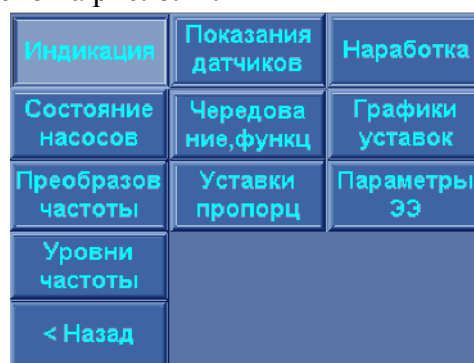 Индикация
Показания
датчиков
Наработка
Состояние
насосов
Чередова
ние,функц
Графики
уставок
Преобразов
частоты
Уставки
пропорц
Параметры
ЭЭ
Уровни
частоты
< Назад